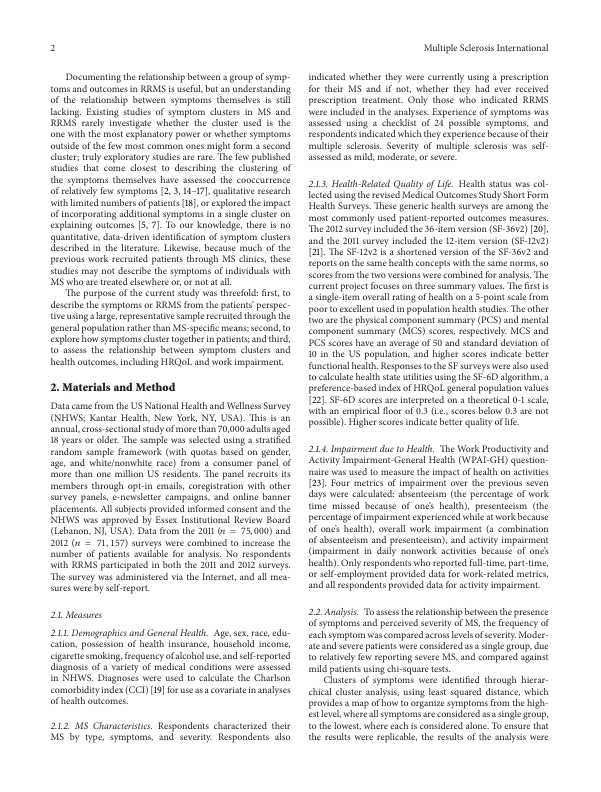 2
Multiple Sclerosis International
Documenting the relationship between a group of symp-
toms and outcomes in RRMS is useful, but an understanding
of the relationship between symptoms themselves is still
lacking. Existing studies of symptom clusters in MS and
RRMS rarely investigate whether the cluster used is the
one with the most explanatory power or whether symptoms
outside of the few most common ones might form a second
cluster; truly exploratory studies are rare. The few published
studies that come closest to describing the clustering of
the symptoms themselves have assessed the cooccurrence
of relatively few symptoms [2, 3, 14–17], qualitative research
with limited numbers of patients [18], or explored the impact
of incorporating additional symptoms in a single cluster on
explaining outcomes [5, 7]. To our knowledge, there is no
quantitative, data-driven identification of symptom clusters
described in the literature. Likewise, because much of the
previous work recruited patients through MS clinics, these
studies may not describe the symptoms of individuals with
MS who are treated elsewhere or, or not at all.
The purpose of the current study was threefold: first, to
describe the symptoms or RRMS from the patients' perspec-
tive using a large, representative sample recruited through the
general population rather than MS-specific means; second, to
explore how symptoms cluster together in patients; and third,
to assess the relationship between symptom clusters and
health outcomes, including HRQoL and work impairment.
2. Materials and Method
Data came from the US National Health and Wellness Survey
(NHWS; Kantar Health, New York, NY, USA). This is an
annual, cross-sectional study of more than 70,000 adults aged
18 years or older. The sample was selected using a stratified
random sample framework (with quotas based on gender,
age, and white/nonwhite race) from a consumer panel of
more than one million US residents. The panel recruits its
members through opt-in emails, coregistration with other
survey panels, e-newsletter campaigns, and online banner
placements. All subjects provided informed consent and the
NHWS was approved by Essex Institutional Review Board
(Lebanon, NJ, USA). Data from the 2011 (n = 75,000) and
2012 (n = 71,157) surveys were combined to increase the
number of patients available for analysis. No respondents
with RRMS participated in both the 2011 and 2012 surveys.
The survey was administered via the Internet, and all mea-
sures were by self-report.
2.1. Measures
2.1.1. Demographics and General Health. Age, sex, race, edu-
cation, possession of health insurance, household income,
cigarette smoking, frequency of alcohol use, and self-reported
diagnosis of a variety of medical conditions were assessed
in NHWS. Diagnoses were used to calculate the Charlson
comorbidity index (CCI) [19] for use as a covariate in analyses
of health outcomes.
2.1.2. MS Characteristics. Respondents characterized their
MS by type, symptoms, and severity. Respondents also
indicated whether they were currently using a prescription
for their MS and if not, whether they had ever received
prescription treatment. Only those who indicated RRMS
were included in the analyses. Experience of symptoms was
assessed using a checklist of 24 possible symptoms, and
respondents indicated which they experience because of their
multiple sclerosis. Severity of multiple sclerosis was self-
assessed as mild, moderate, or severe.
2.1.3. Health-Related Quality of Life. Health status was col-
lected using the revised Medical Outcomes Study Short Form
Health Surveys. These generic health surveys are among the
most commonly used patient-reported outcomes measures.
The 2012 survey included the 36-item version (SF-36v2) [20],
and the 2011 survey included the 12-item version (SF-12v2)
[21]. The SF-12v2 is a shortened version of the SF-36v2 and
reports on the same health concepts with the same norms, so
scores from the two versions were combined for analysis. The
current project focuses on three summary values. The first is
a single-item overall rating of health on a 5-point scale from
poor to excellent used in population health studies. The other
two are the physical component summary (PCS) and mental
component summary (MCS) scores, respectively. MCS and
PCS scores have an average of 50 and standard deviation of
10 in the US population, and higher scores indicate better
functional health. Responses to the SF surveys were also used
to calculate health state utilities using the SF-6D algorithm, a
preference-based index of HRQoL general population values
[22]. SF-6D scores are interpreted on a theoretical 0-1 scale,
with an empirical floor of 0.3 (i.e., scores below 0.3 are not
possible). Higher scores indicate better quality of life.
2.1.4. Impairment due to Health. The Work Productivity and
Activity Impairment-General Health (WPAI-GH) question-
naire was used to measure the impact of health on activities
[23]. Four metrics of impairment over the previous seven
days were calculated: absenteeism (the percentage of work
time missed because of one's health), presenteeism (the
percentage of impairment experienced while at work because
of one's health), overall work impairment (a combination
of absenteeism and presenteeism), and activity impairment
(impairment in daily nonwork activities because of one's
health). Only respondents who reported full-time, part-time,
or self-employment provided data for work-related metrics,
and all respondents provided data for activity impairment.
2.2. Analysis. To assess the relationship between the presence
of symptoms and perceived severity of MS, the frequency of
each symptom was compared across levels of severity. Moder-
ate and severe patients were considered as a single group, due
to relatively few reporting severe MS, and compared against
mild patients using chi-square tests.
Clusters of symptoms were identified through hierar-
chical cluster analysis, using least squared distance, which
provides a map of how to organize symptoms from the high-
est level, where all symptoms are considered as a single group,
to the lowest, where each is considered alone. To ensure that
the results were replicable, the results of the analysis were